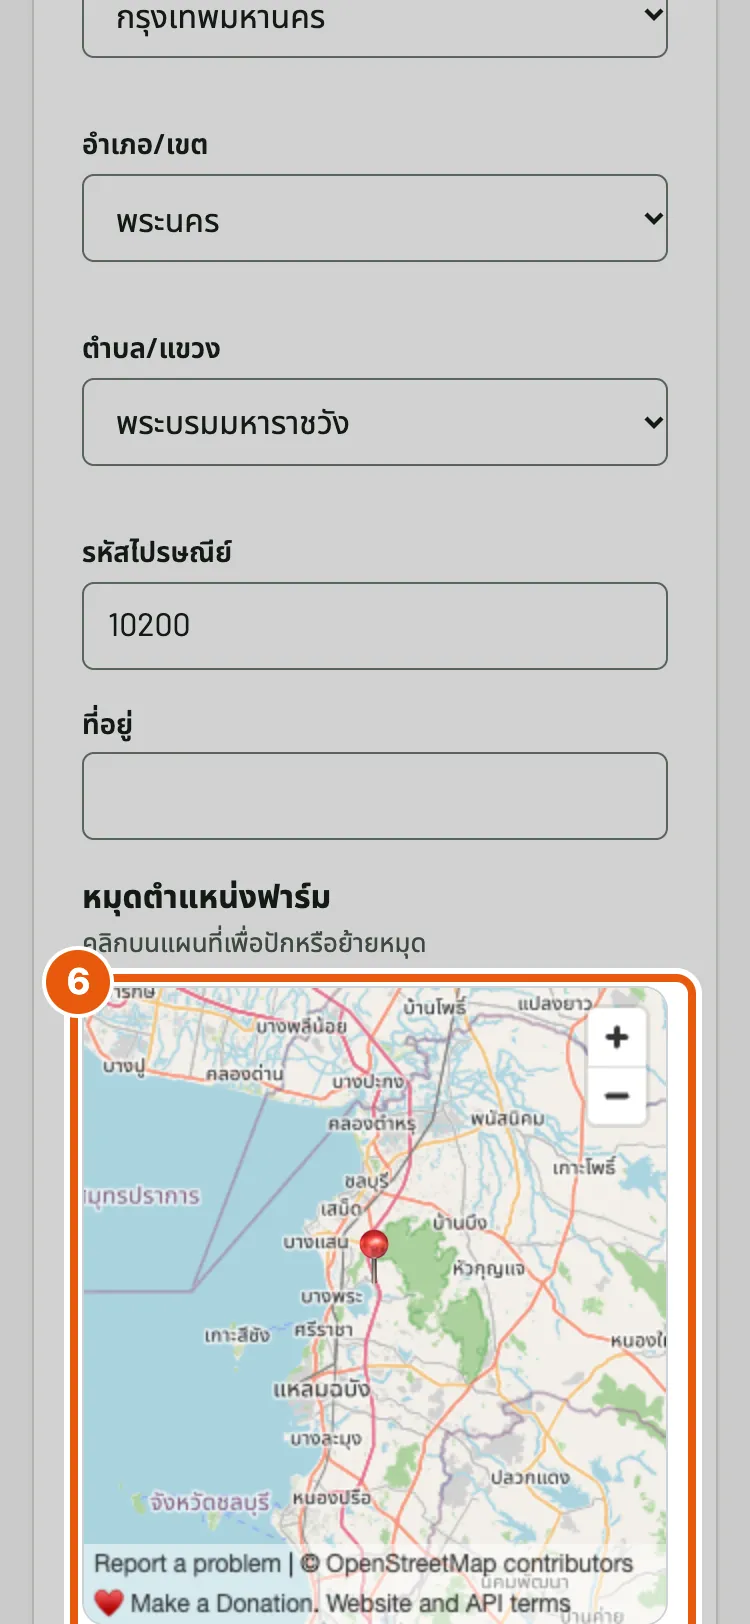 กรุงเทพมหานคร
อำเภอ/เขต
พระนคร
ตำบล/แขวง
พระบรมมหาราชวัง
รหัสไปรษณีย์
10200
ที่อยู่
หมุดตำแหน่งฟาร์ม
คลิกบนแผนที่เพื่อปักหรือย้ายหมุด
6
บ้านโพธิ์
แปลงยาว
บางพลีน้อย
+
บางปู
คลองด่าน
บางปะกง
−
คลองตำหรุ
พนัสนิคม
เกาะโพธิ์
ชลบุรี
สมุทรปราการ
เสม็ด
บ้านบึง
บางแสน
หัวกุญแจ
บางพระ
เกาะสีชัง
ศรีราชา
แหลมฉบัง
บางละมุง
ปลวกแดง
จังหวัดชลบุรี
หนองปรือ
Report a problem | © OpenStreetMap contributors
นิคมพัฒนา
Make a Donation. Website and API terms
บ้านค่าย